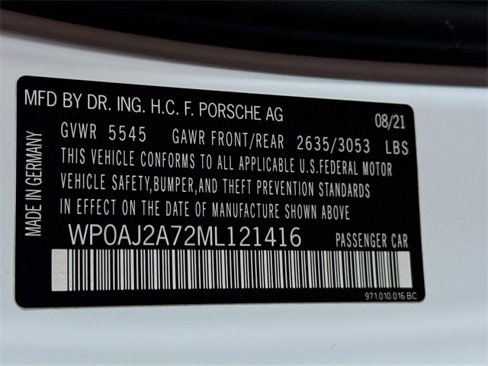 MFD BY DR. ING. H.C. F. PORSCHE AG 08/21
GVWR 5545 GAWR FRONT/REAR 2635/3053 LBS
THIS VEHICLE CONFORMS TO ALL APPLICABLE U.S.FEDERAL MOTOR
VEHICLE SAFETY,BUMPER,AND THEFT PREVENTION STANDARDS
IN EFFECT ON THE DATE OF MANUFACTURE SHOWN ABOVE
MADE IN GERMANY
WP0AJ2A72ML121416 PASSENGER CAR
971.010.016 BC